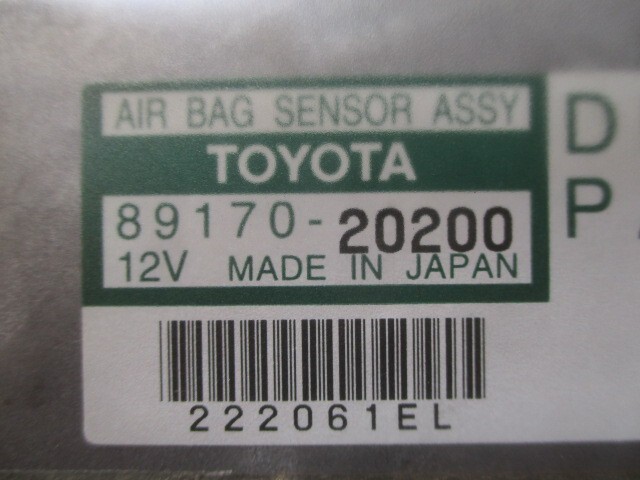 AIR BAG SENSOR ASSY
TOYOTA
89170-20200
12V MADE IN JAPAN
222061EL
D
P